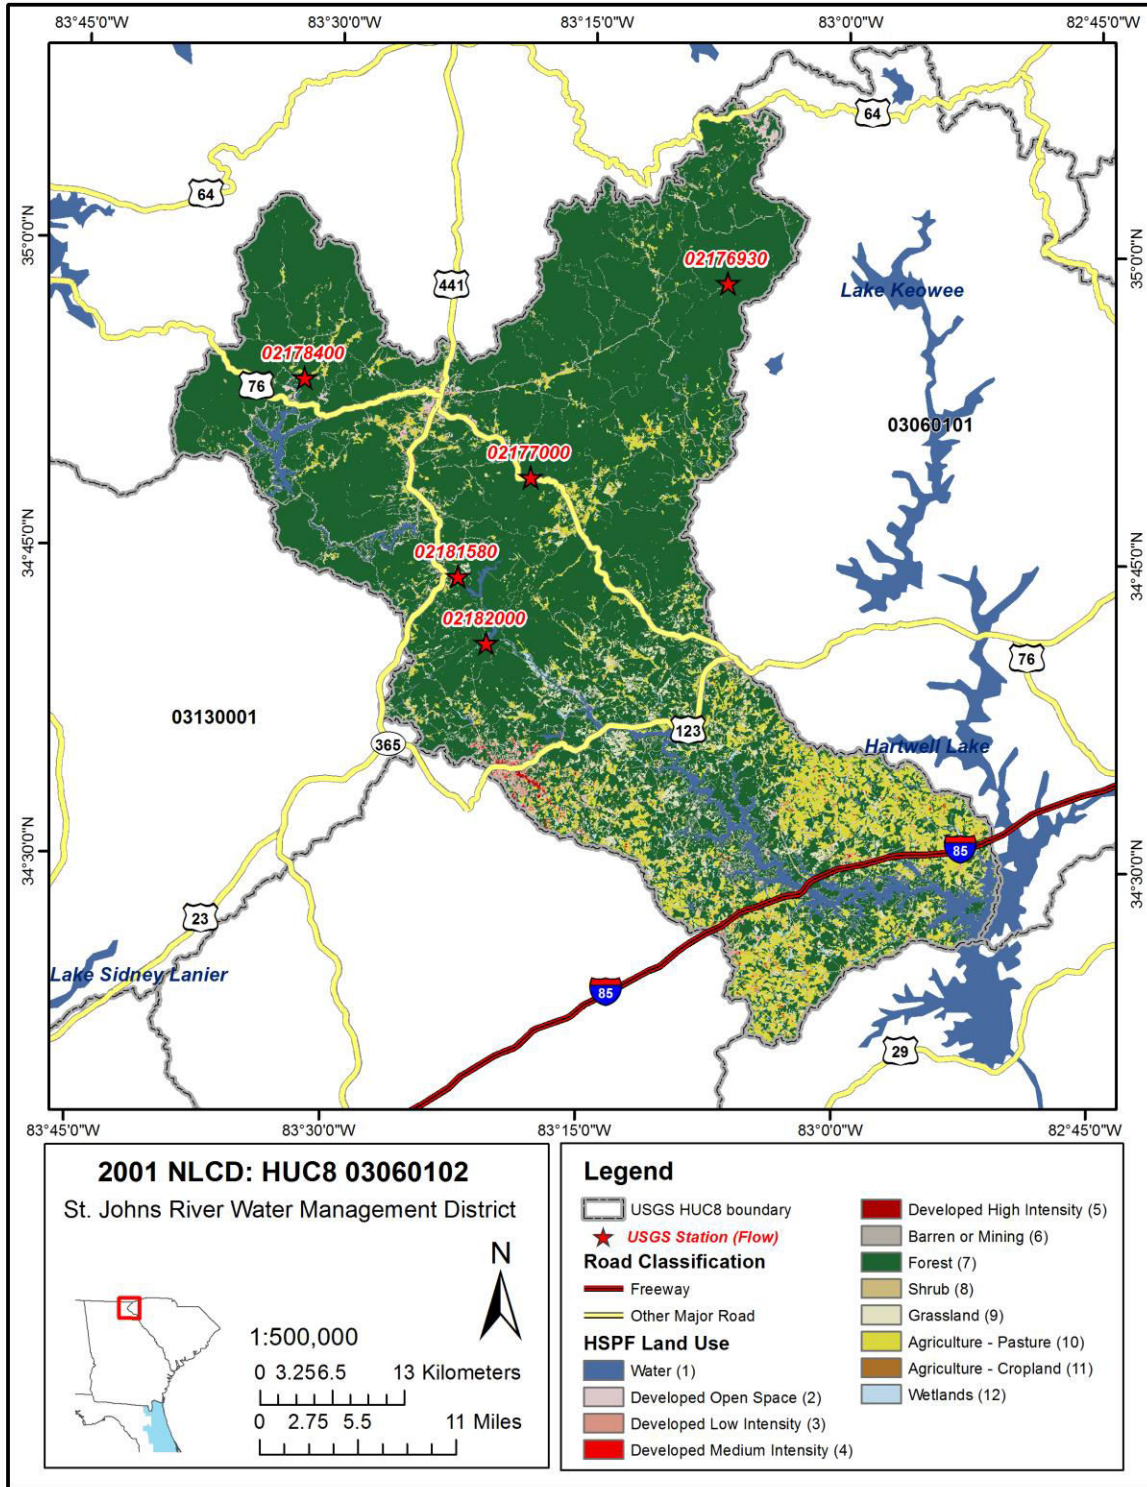 83°45'0"W 83°30'0"W 83°15'0"W 83°0'0"W 82°45'0"W
64
64
35°0'0"N
35°0'0"N
02176930
441
Lake Keowee
02178400
76
03060101
02177000
34°45'0"N
34°45'0"N
02181580
02182000
76
03130001
123
365
Hartwell Lake
34°30'0"N
34°30'0"N
85
23
Lake Sidney Lanier
85
29
83°45'0"W 83°30'0"W 83°15'0"W 83°0'0"W 82°45'0"W
2001 NLCD: HUC8 03060102
St. Johns River Water Management District
N
1:500,000
0 3.25 6.5 13 Kilometers
0 2.75 5.5 11 Miles
Legend
USGS HUC8 boundary
USGS Station (Flow)
Road Classification
Freeway
Other Major Road
HSPF Land Use
Water (1)
Developed Open Space (2)
Developed Low Intensity (3)
Developed Medium Intensity (4)
Developed High Intensity (5)
Barren or Mining (6)
Forest (7)
Shrub (8)
Grassland (9)
Agriculture - Pasture (10)
Agriculture - Cropland (11)
Wetlands (12)